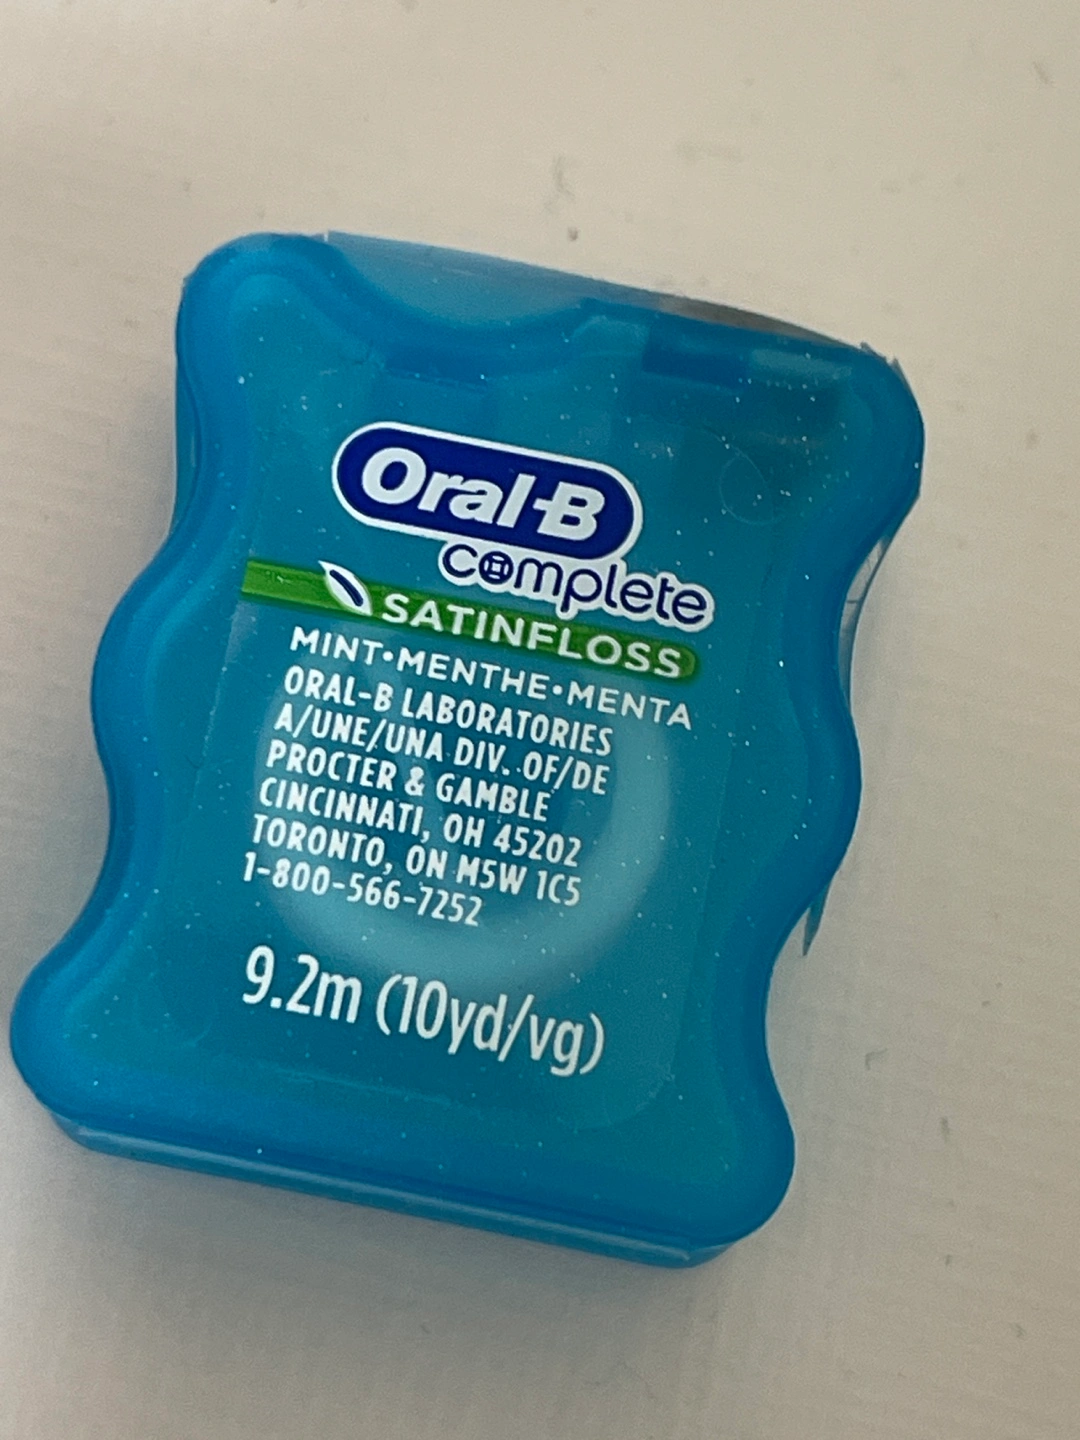 Oral-B
complete
SATINFLOSS
MINT•MENTHE•MENTA
ORAL-B LABORATORIES
A/UNE/UNA DIV. OF/DE
PROCTER & GAMBLE
CINCINNATI, OH 45202
TORONTO, ON M5W 1C5
1-800-566-7252
9.2m (10yd/vg)